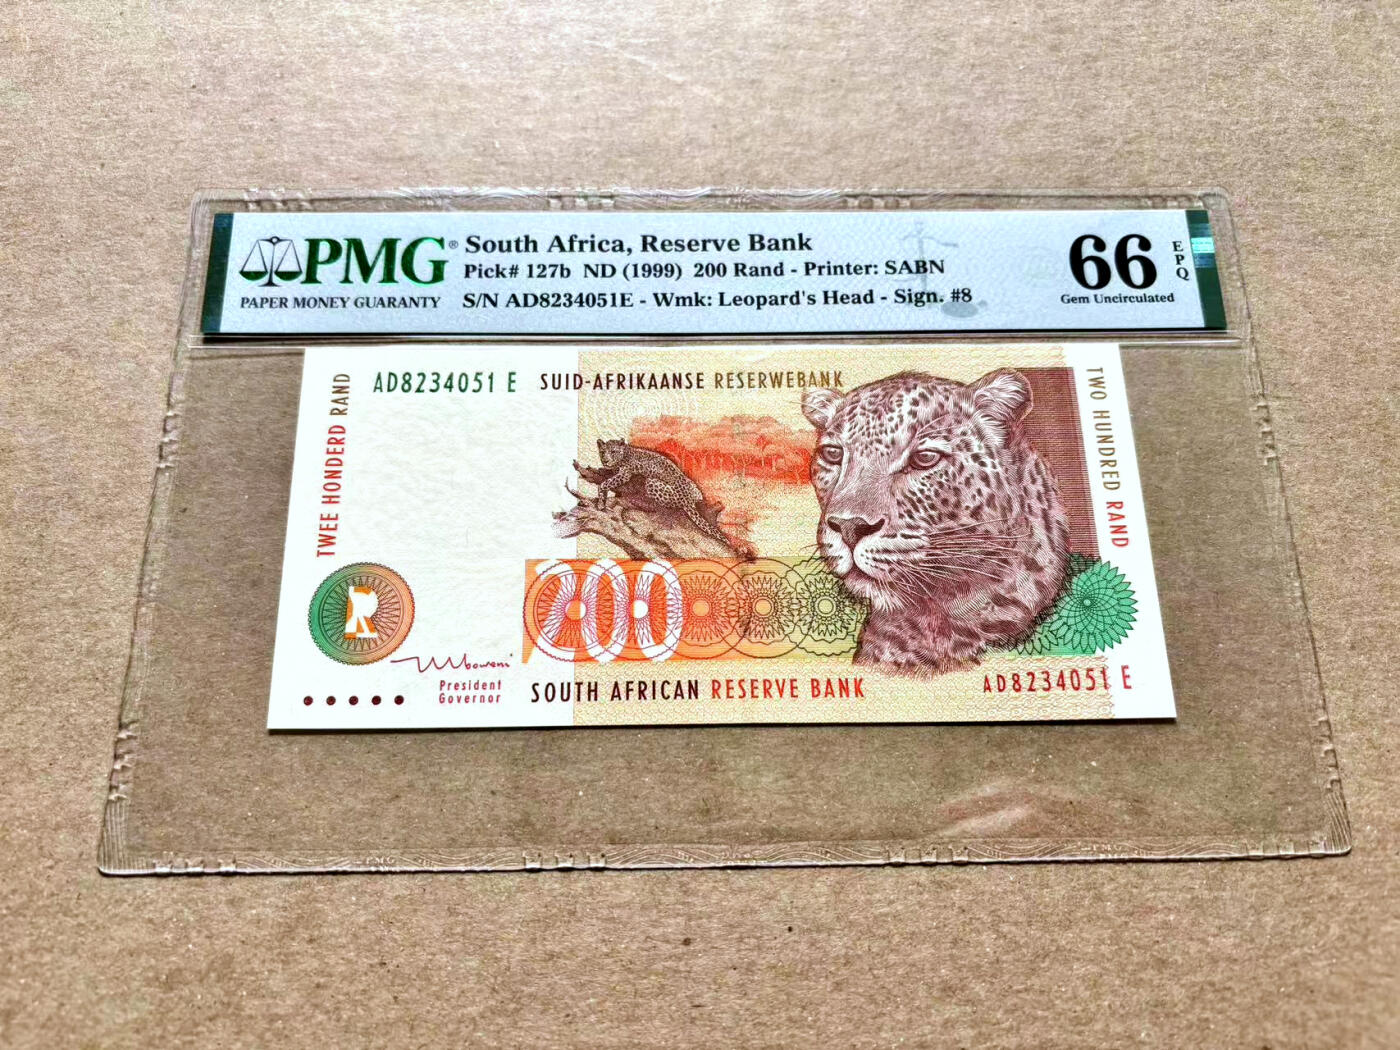 PMG®
PAPER MONEY GUARANTY
South Africa, Reserve Bank
Pick# 127b ND (1999) 200 Rand - Printer: SABN
S/N AD8234051E - Wmk: Leopard's Head - Sign. #8
66
EPQ
Gem Uncirculated
TWEE HONDERD RAND
AD8234051 E
SUID-AFRIKAANSE RESERWEBANK
TWO HUNDRED RAND
200
R
President
Governor
SOUTH AFRICAN RESERVE BANK
AD8234051 E
PMG
PMG